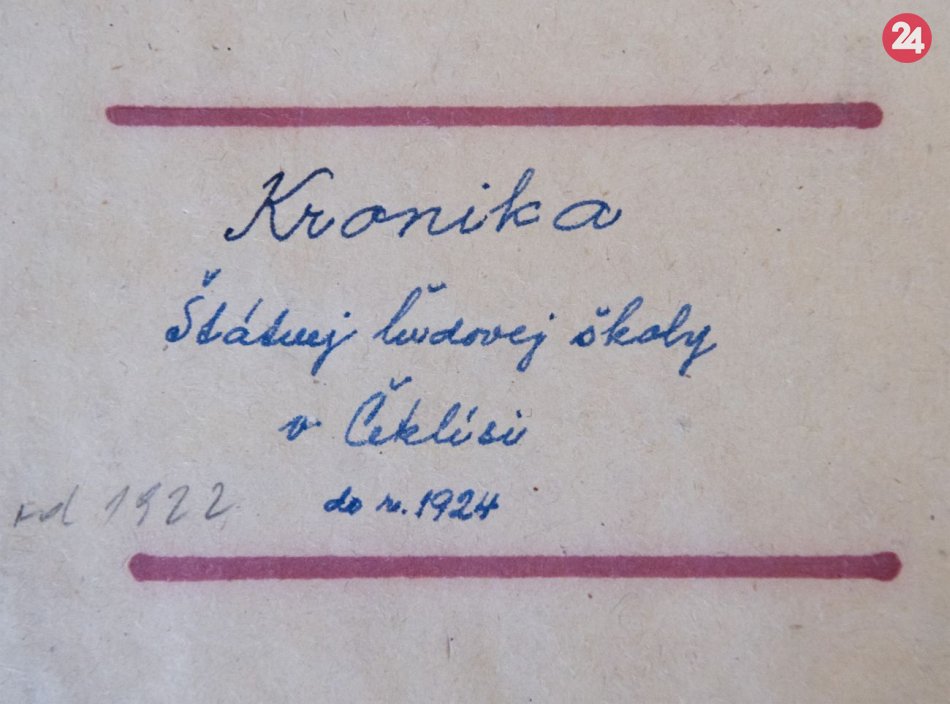 24
Kronika
Štátnej ľudovej školy
v Čeklísi
od 1922 do r. 1924